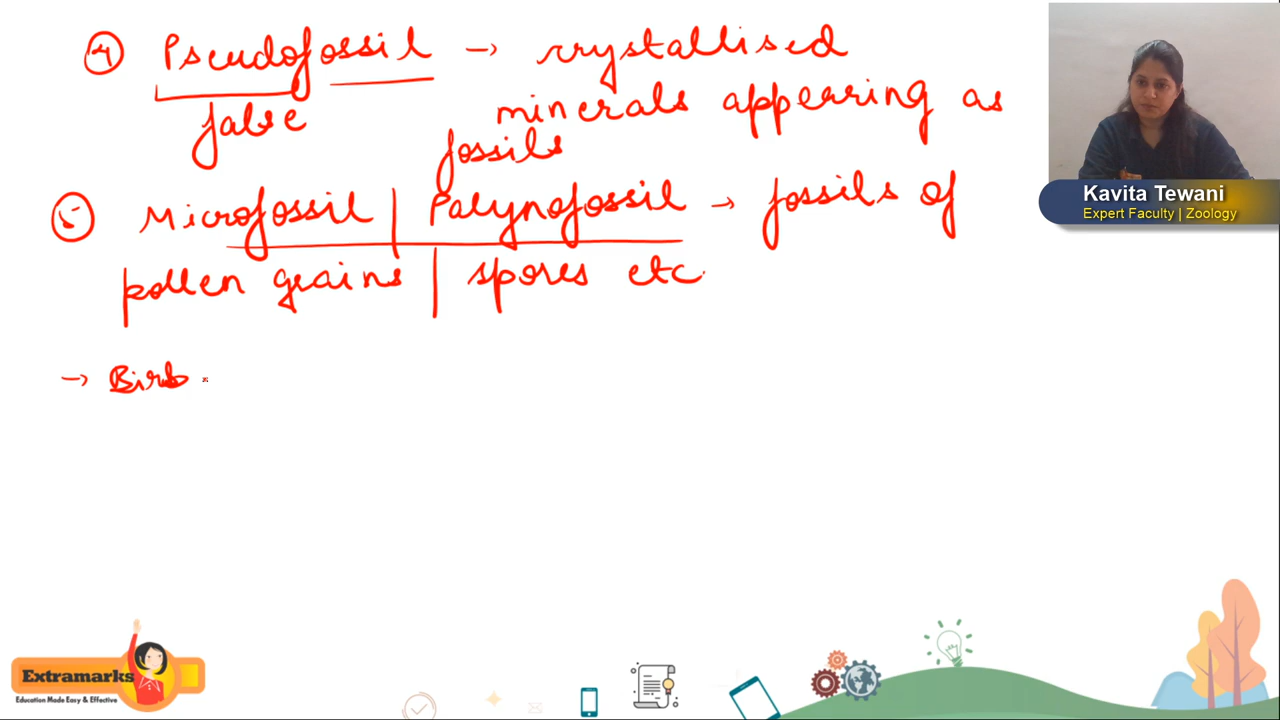 ④ Pseudofossil → crystallised
false minerals appearing as
fossils
⑤ Microfossil | Palynofossil → fossils of
pollen grains | spores etc.
→ Birb
Kavita Tewani
Expert Faculty | Zoology
Extramarks
Education Made Easy & Effective